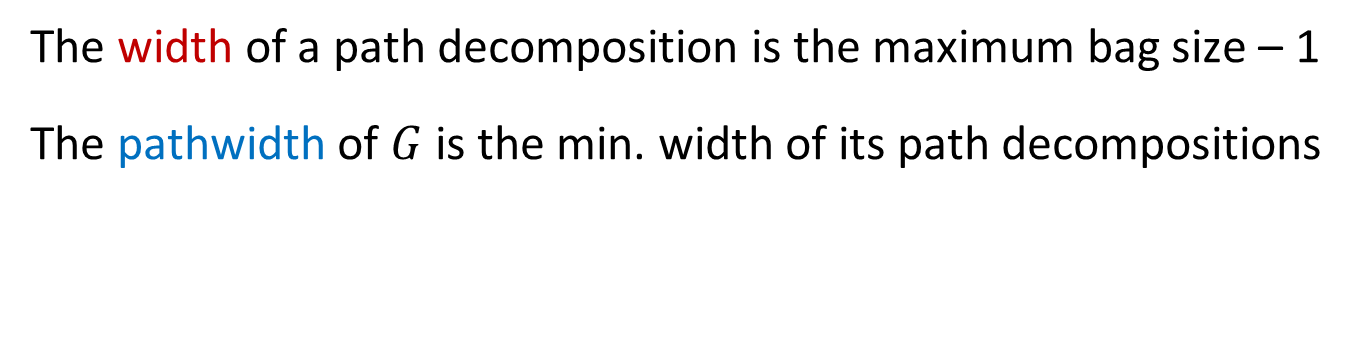 The width of a path decomposition is the maximum bag size – 1
The pathwidth of 𝐺 is the min. width of its path decompositions